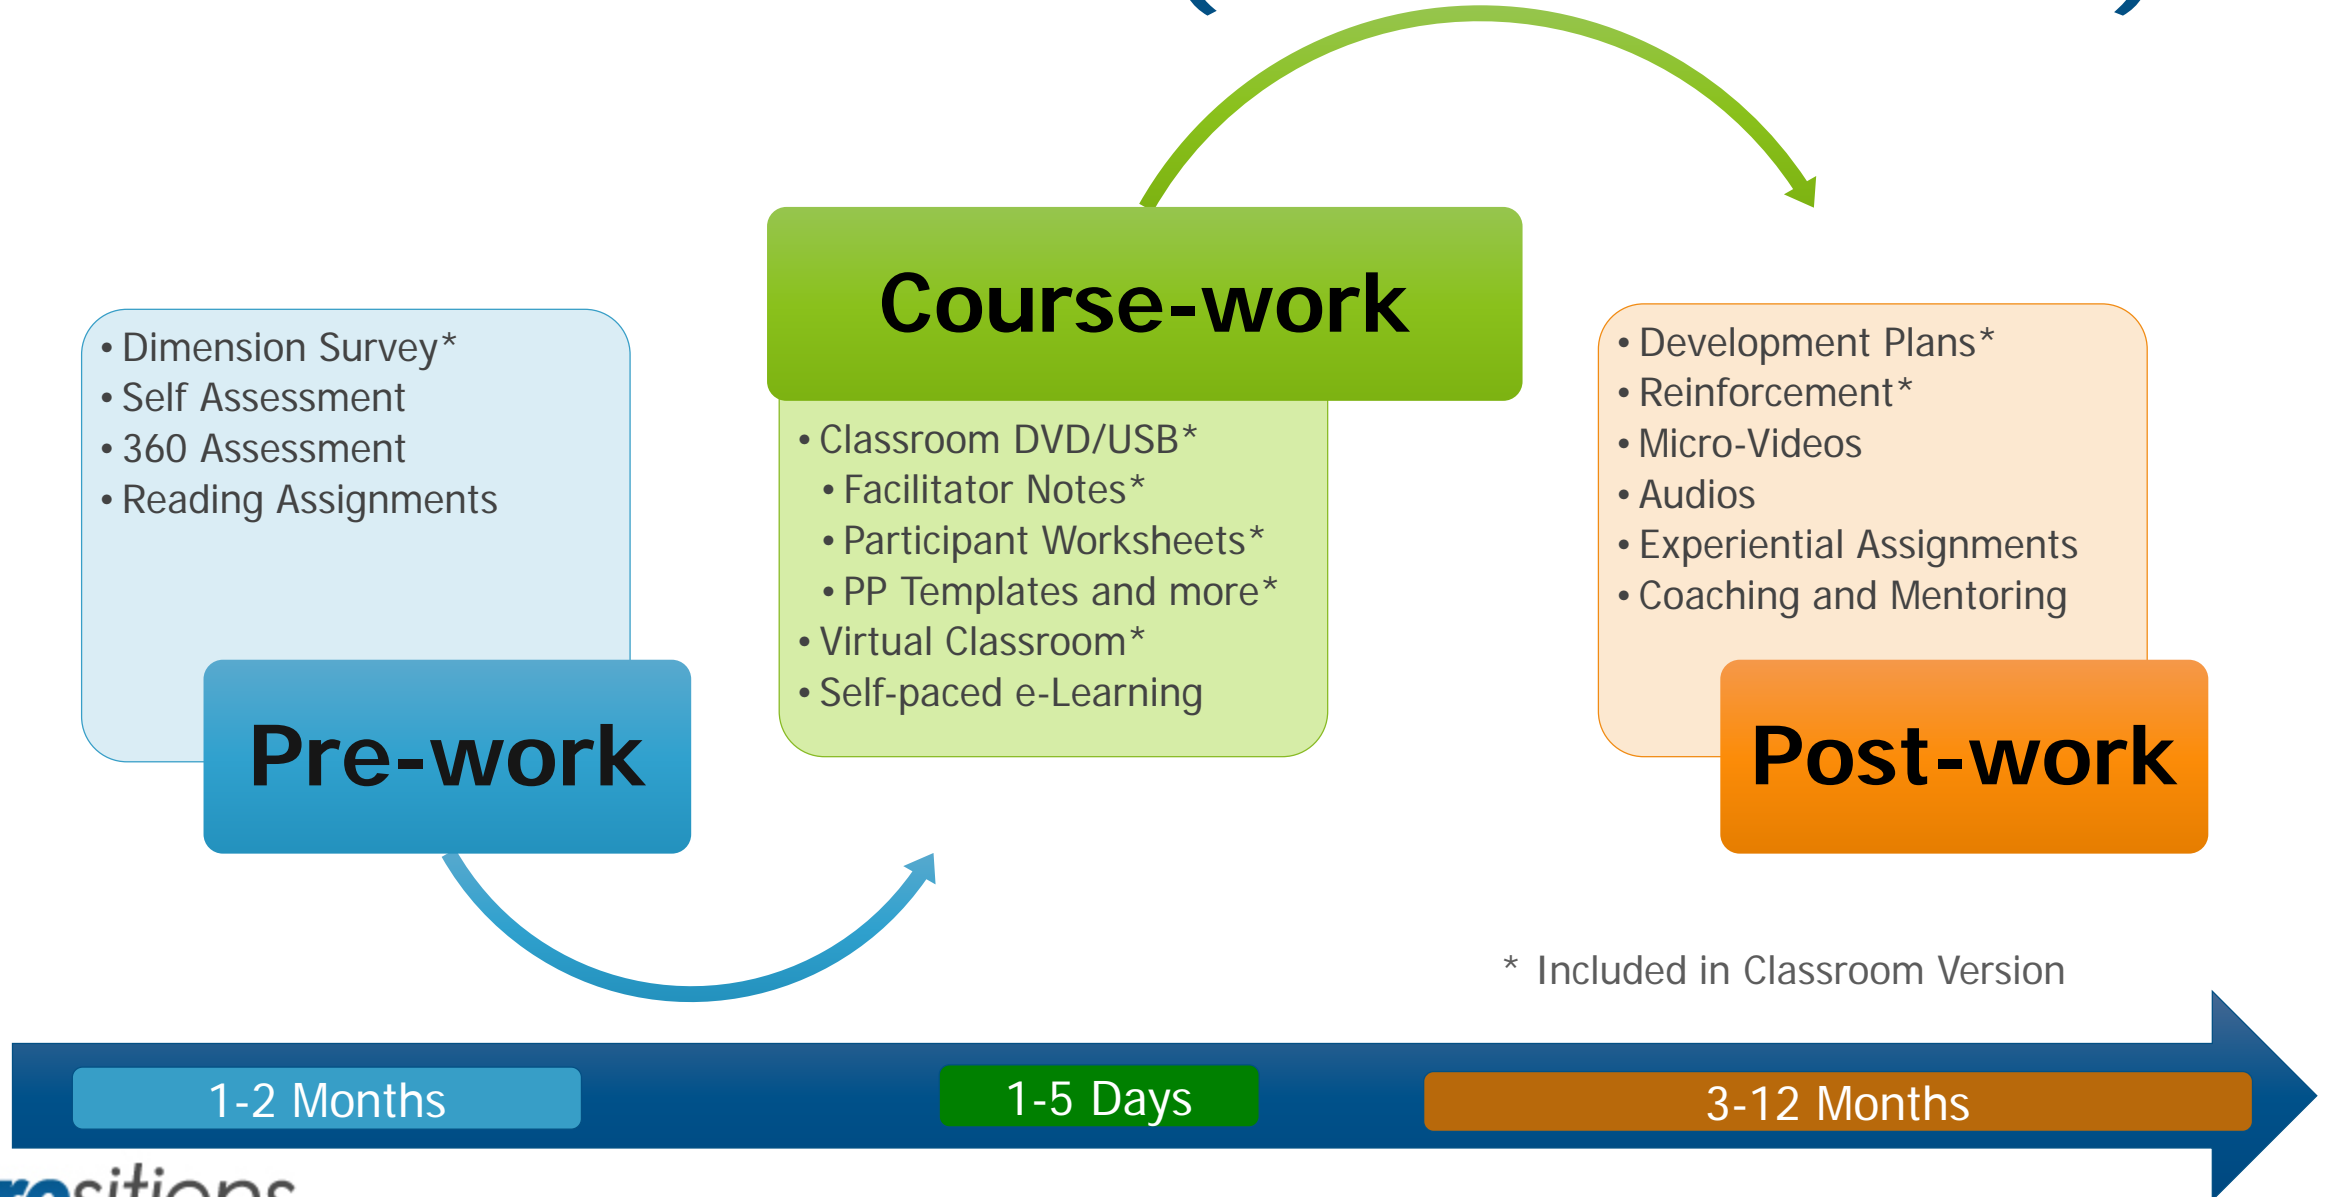 Course-work
• Dimension Survey*
• Self Assessment
• 360 Assessment
• Reading Assignments
Pre-work
• Classroom DVD/USB*
• Facilitator Notes*
• Participant Worksheets*
• PP Templates and more*
• Virtual Classroom*
• Self-paced e-Learning
• Development Plans*
• Reinforcement*
• Micro-Videos
• Audios
• Experiential Assignments
• Coaching and Mentoring
Post-work
* Included in Classroom Version
1-2 Months
1-5 Days
3-12 Months